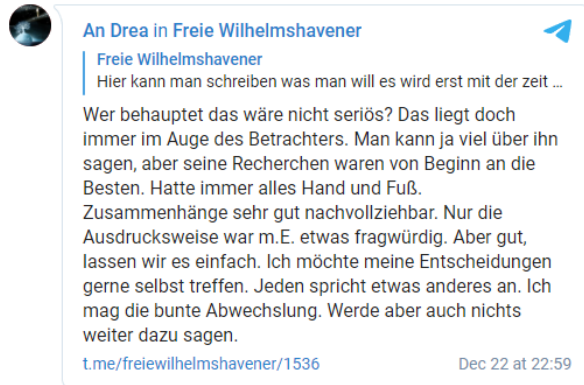 An Drea in Freie Wilhelmshavener
Freie Wilhelmshavener
Hier kann man schreiben was man will es wird erst mit der zeit ...
Wer behauptet das wäre nicht seriös? Das liegt doch
immer im Auge des Betrachters. Man kann ja viel über ihn
sagen, aber seine Recherchen waren von Beginn an die
Besten. Hatte immer alles Hand und Fuß.
Zusammenhänge sehr gut nachvollziehbar. Nur die
Ausdrucksweise war m.E. etwas fragwürdig. Aber gut,
lassen wir es einfach. Ich möchte meine Entscheidungen
gerne selbst treffen. Jeden spricht etwas anderes an. Ich
mag die bunte Abwechslung. Werde aber auch nichts
weiter dazu sagen.
t.me/freiewilhelmshavener/1536 Dec 22 at 22:59